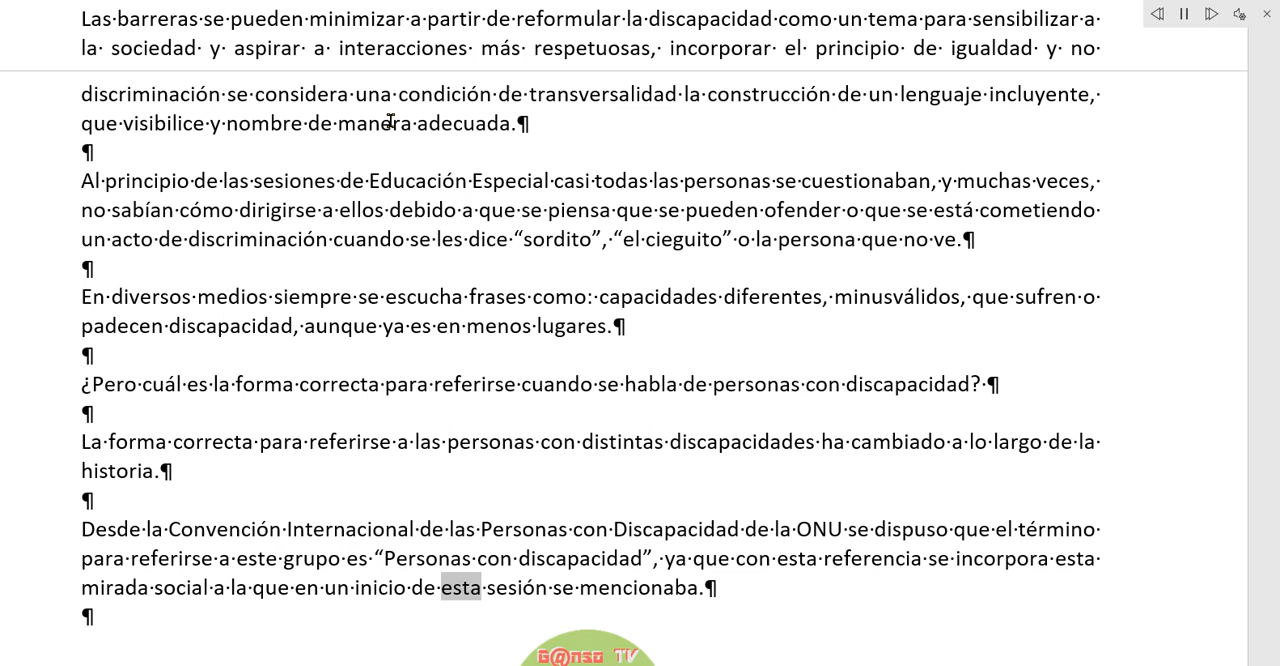 Las barreras se pueden minimizar a partir de reformular la discapacidad como un tema para sensibilizar a
la sociedad y aspirar a interacciones más respetuosas, incorporar el principio de igualdad y no
discriminación se considera una condición de transversalidad la construcción de un lenguaje incluyente,
que visibilice y nombre de manera adecuada.¶
¶
Al principio de las sesiones de Educación Especial casi todas las personas se cuestionaban, y muchas veces,
no sabían cómo dirigirse a ellos debido a que se piensa que se pueden ofender o que se está cometiendo
un acto de discriminación cuando se les dice “sordito”, “el cieguito” o la persona que no ve.¶
¶
En diversos medios siempre se escucha frases como: capacidades diferentes, minusválidos, que sufren o
padecen discapacidad, aunque ya es en menos lugares.¶
¶
¿Pero cuál es la forma correcta para referirse cuando se habla de personas con discapacidad? ¶
¶
La forma correcta para referirse a las personas con distintas discapacidades ha cambiado a lo largo de la
historia.¶
¶
Desde la Convención Internacional de las Personas con Discapacidad de la ONU se dispuso que el término
para referirse a este grupo es “Personas con discapacidad”, ya que con esta referencia se incorpora esta
mirada social a la que en un inicio de esta sesión se mencionaba.¶
¶
G@nso TV